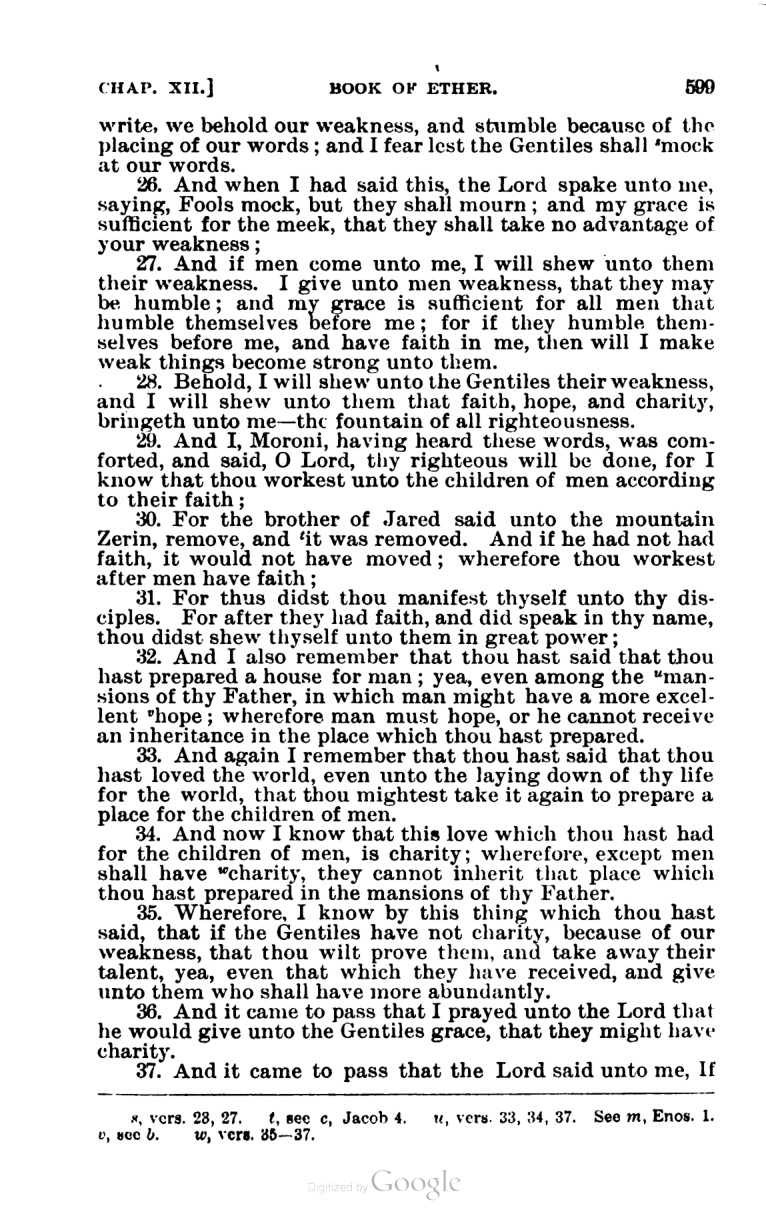 CHAP. XII.] BOOK OF ETHER. 599
write, we behold our weakness, and stumble because of the
placing of our words; and I fear lest the Gentiles shall ˢmock
at our words.
26. And when I had said this, the Lord spake unto me,
saying, Fools mock, but they shall mourn; and my grace is
sufficient for the meek, that they shall take no advantage of
your weakness;
27. And if men come unto me, I will shew unto them
their weakness. I give unto men weakness, that they may
be humble; and my grace is sufficient for all men that
humble themselves before me; for if they humble them-
selves before me, and have faith in me, then will I make
weak things become strong unto them.
28. Behold, I will shew unto the Gentiles their weakness,
and I will shew unto them that faith, hope, and charity,
bringeth unto me—the fountain of all righteousness.
29. And I, Moroni, having heard these words, was com-
forted, and said, O Lord, thy righteous will be done, for I
know that thou workest unto the children of men according
to their faith;
30. For the brother of Jared said unto the mountain
Zerin, remove, and ᵗit was removed. And if he had not had
faith, it would not have moved; wherefore thou workest
after men have faith;
31. For thus didst thou manifest thyself unto thy dis-
ciples. For after they had faith, and did speak in thy name,
thou didst shew thyself unto them in great power;
32. And I also remember that thou hast said that thou
hast prepared a house for man; yea, even among the ᵘman-
sions of thy Father, in which man might have a more excel-
lent ᵛhope; wherefore man must hope, or he cannot receive
an inheritance in the place which thou hast prepared.
33. And again I remember that thou hast said that thou
hast loved the world, even unto the laying down of thy life
for the world, that thou mightest take it again to prepare a
place for the children of men.
34. And now I know that this love which thou hast had
for the children of men, is charity; wherefore, except men
shall have ʷcharity, they cannot inherit that place which
thou hast prepared in the mansions of thy Father.
35. Wherefore, I know by this thing which thou hast
said, that if the Gentiles have not charity, because of our
weakness, that thou wilt prove them, and take away their
talent, yea, even that which they have received, and give
unto them who shall have more abundantly.
36. And it came to pass that I prayed unto the Lord that
he would give unto the Gentiles grace, that they might have
charity.
37. And it came to pass that the Lord said unto me, If
s, vers. 23, 27. t, see c, Jacob 4. u, vers. 33, 34, 37. See m, Enos. 1.
v, see b. w, vers. 35—37.
Digitized by Google